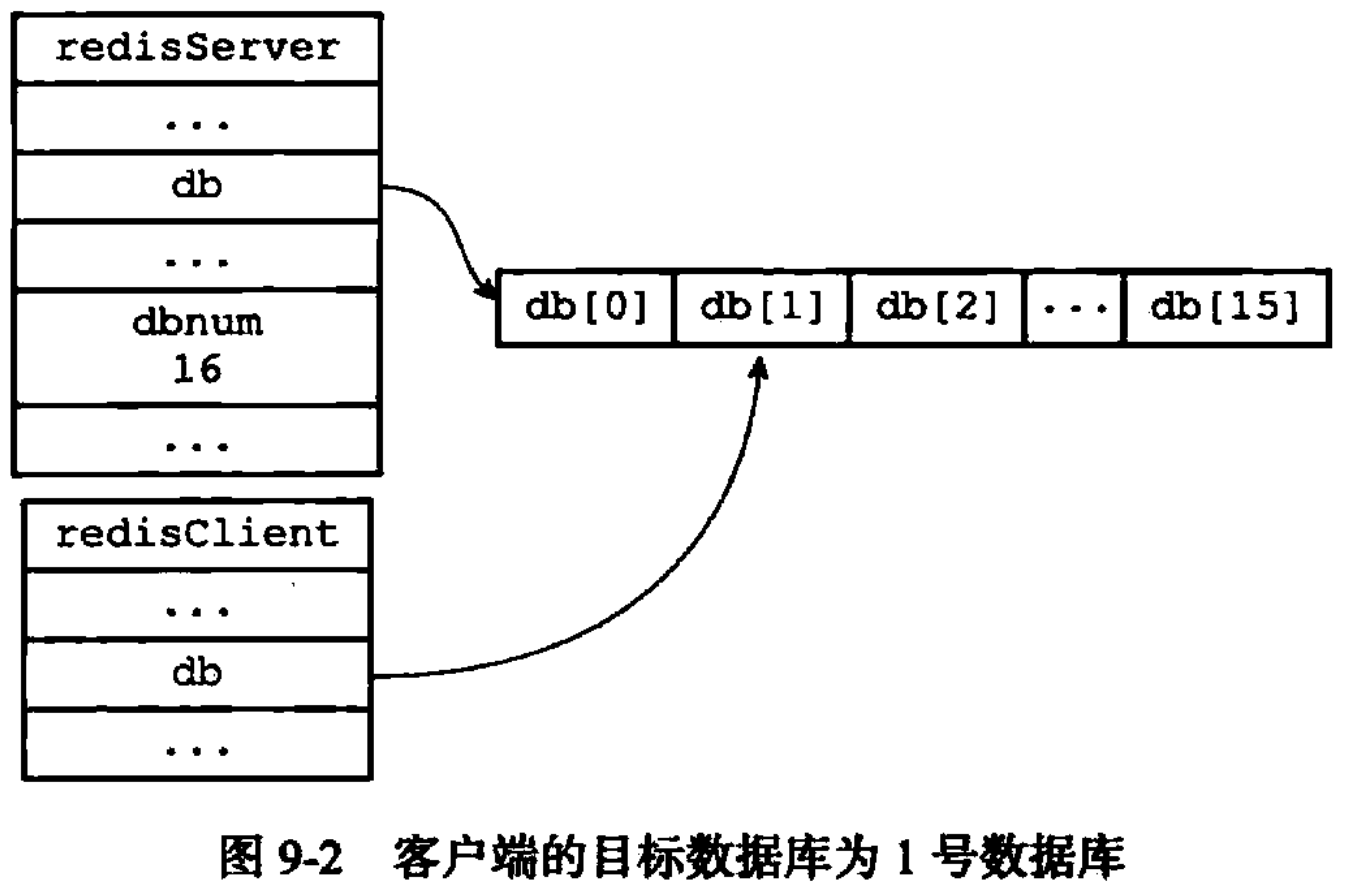 redisServer
...
db
...
dbnum
16
...
db[0] db[1] db[2] ... db[15]
redisClient
...
db
...
图 9-2 客户端的目标数据库为 1 号数据库